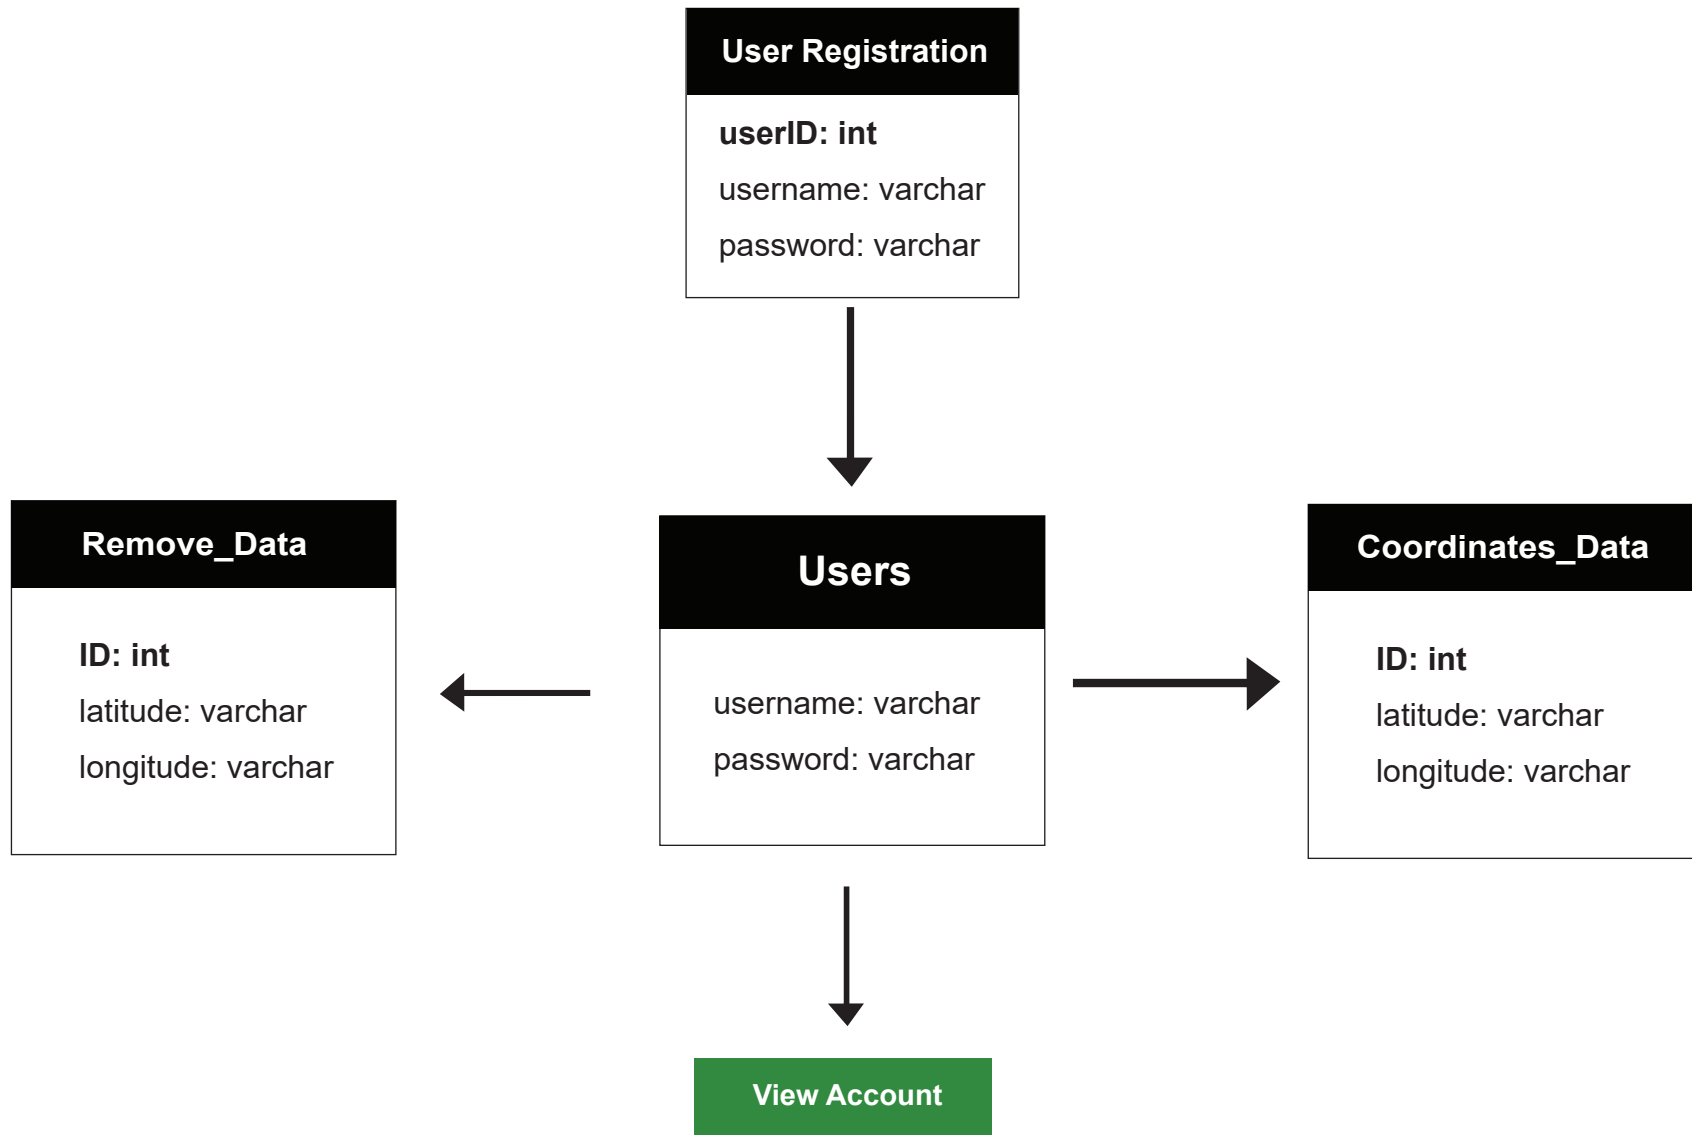 User Registration
userID: int
username: varchar
password: varchar
Remove_Data
ID: int
latitude: varchar
longitude: varchar
Users
username: varchar
password: varchar
Coordinates_Data
ID: int
latitude: varchar
longitude: varchar
View Account